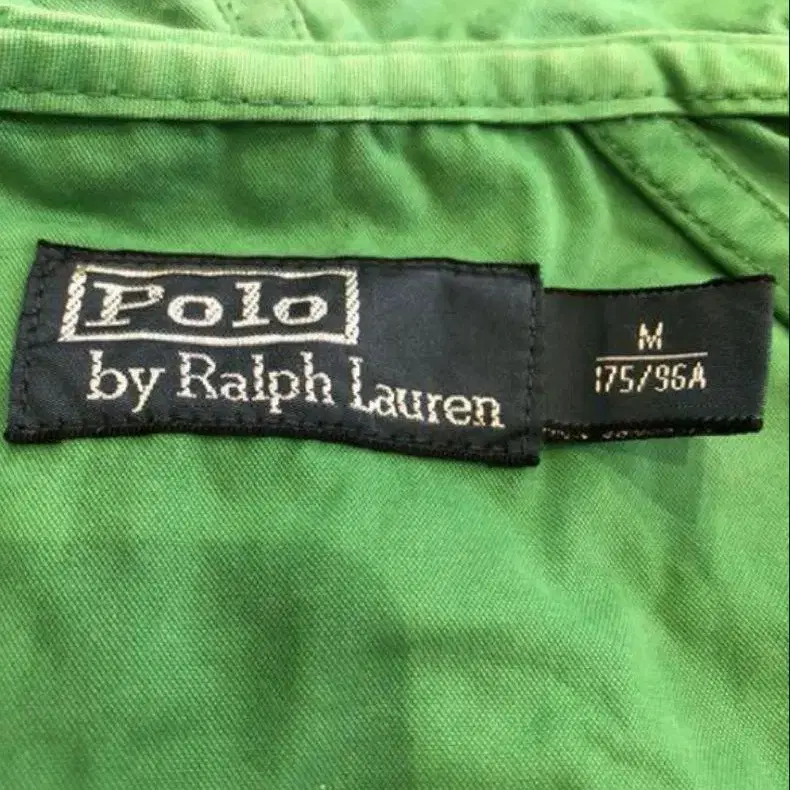 Polo
by Ralph Lauren
M
175/96A